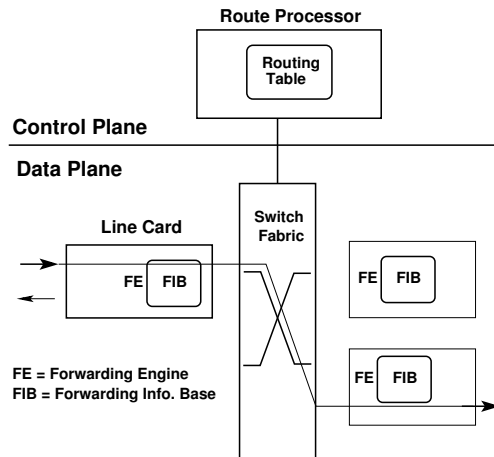 Route Processor
Routing
Table
Control Plane
Data Plane
Line Card
Switch
Fabric
FE
FIB
FE
FIB
FE
FIB
FE = Forwarding Engine
FIB = Forwarding Info. Base